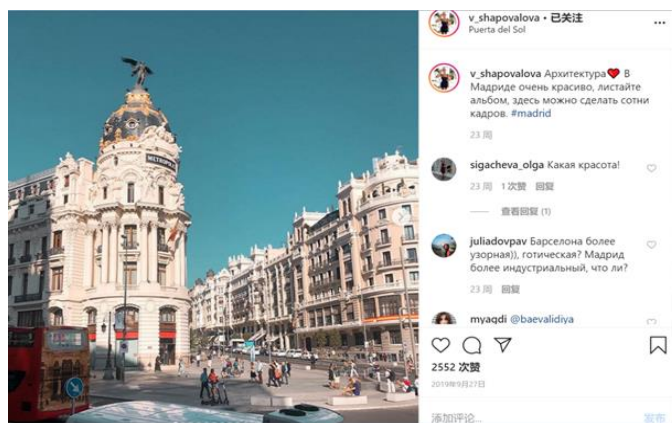 METROPOLIS
v_shapovalova • 已关注
Puerta del Sol
v_shapovalova Архитектура❤ В
Мадриде очень красиво, листайте
альбом, здесь можно сделать сотни
кадров. #madrid
23 周
sigacheva_olga Какая красота!
23 周 1次赞 回复
查看回复 (1)
juliadovpav Барселона более
узорная)), готическая? Мадрид
более индустриальный, что ли?
23 周 回复
myaqdi @baevalidiya
2552 次赞
2019年9月27日
添加评论...
发布